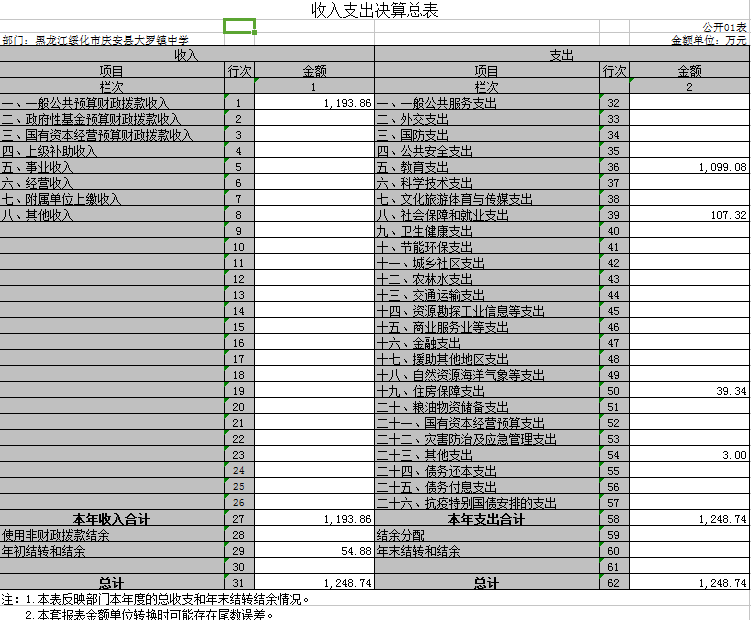 收入支出决算总表
公开01表
部门：黑龙江绥化市庆安县大罗镇中学 金额单位：万元
收入 支出
项目 行次 金额 项目 行次 金额
栏次 1 栏次 2
一、一般公共预算财政拨款收入 1 1,193.86 一、一般公共服务支出 32
二、政府性基金预算财政拨款收入 2 二、外交支出 33
三、国有资本经营预算财政拨款收入 3 三、国防支出 34
四、上级补助收入 4 四、公共安全支出 35
五、事业收入 5 五、教育支出 36 1,099.08
六、经营收入 6 六、科学技术支出 37
七、附属单位上缴收入 7 七、文化旅游体育与传媒支出 38
八、其他收入 8 八、社会保障和就业支出 39 107.32
9 九、卫生健康支出 40
10 十、节能环保支出 41
11 十一、城乡社区支出 42
12 十二、农林水支出 43
13 十三、交通运输支出 44
14 十四、资源勘探工业信息等支出 45
15 十五、商业服务业等支出 46
16 十六、金融支出 47
17 十七、援助其他地区支出 48
18 十八、自然资源海洋气象等支出 49
19 十九、住房保障支出 50 39.34
20 二十、粮油物资储备支出 51
21 二十一、国有资本经营预算支出 52
22 二十二、灾害防治及应急管理支出 53
23 二十三、其他支出 54 3.00
24 二十四、债务还本支出 55
25 二十五、债务付息支出 56
26 二十六、抗疫特别国债安排的支出 57
本年收入合计 27 1,193.86 本年支出合计 58 1,248.74
使用非财政拨款结余 28 结余分配 59
年初结转和结余 29 54.88 年末结转和结余 60
30 61
总计 31 1,248.74 总计 62 1,248.74
注：1.本表反映部门本年度的总收支和年末结转结余情况。
2.本套报表金额单位转换时可能存在尾数误差。